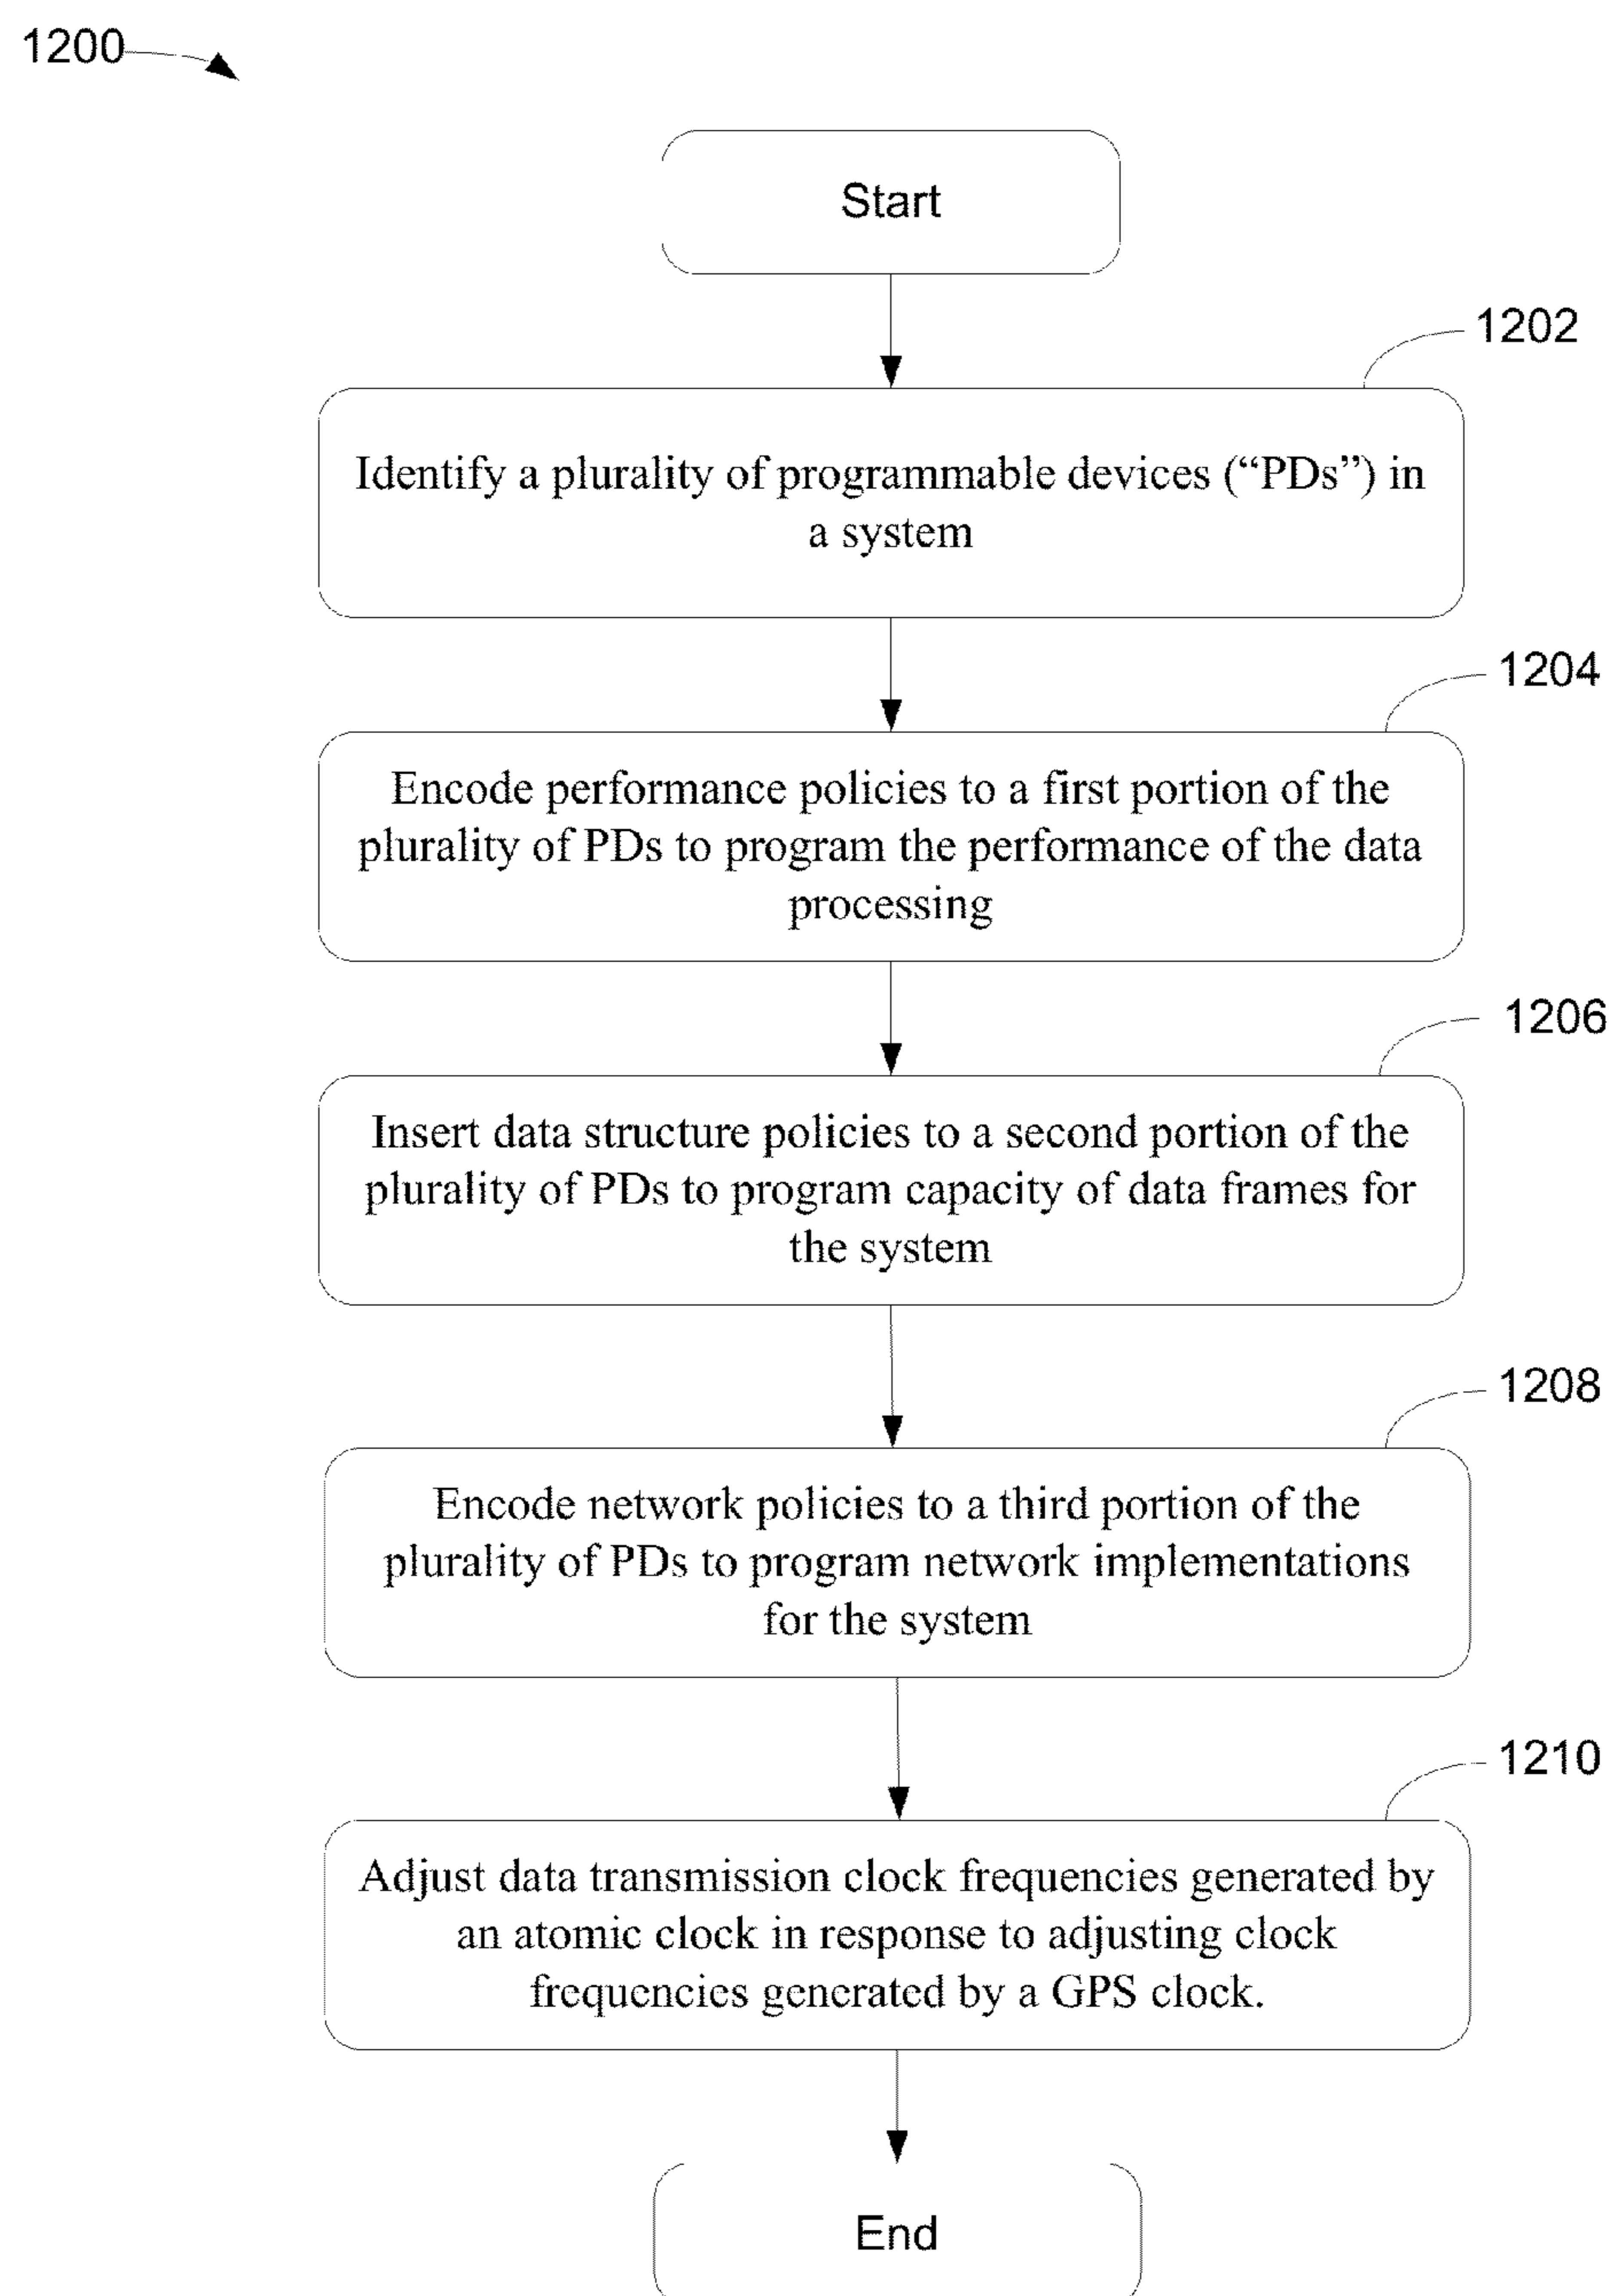 1200
Start
1202
Identify a plurality of programmable devices (“PDs”) in
a system
1204
Encode performance policies to a first portion of the
plurality of PDs to program the performance of the data
processing
1206
Insert data structure policies to a second portion of the
plurality of PDs to program capacity of data frames for
the system
1208
Encode network policies to a third portion of the
plurality of PDs to program network implementations
for the system
1210
Adjust data transmission clock frequencies generated by
an atomic clock in response to adjusting clock
frequencies generated by a GPS clock.
End